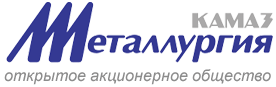 КАМАЗ
Металлургия
открытое акционерное общество